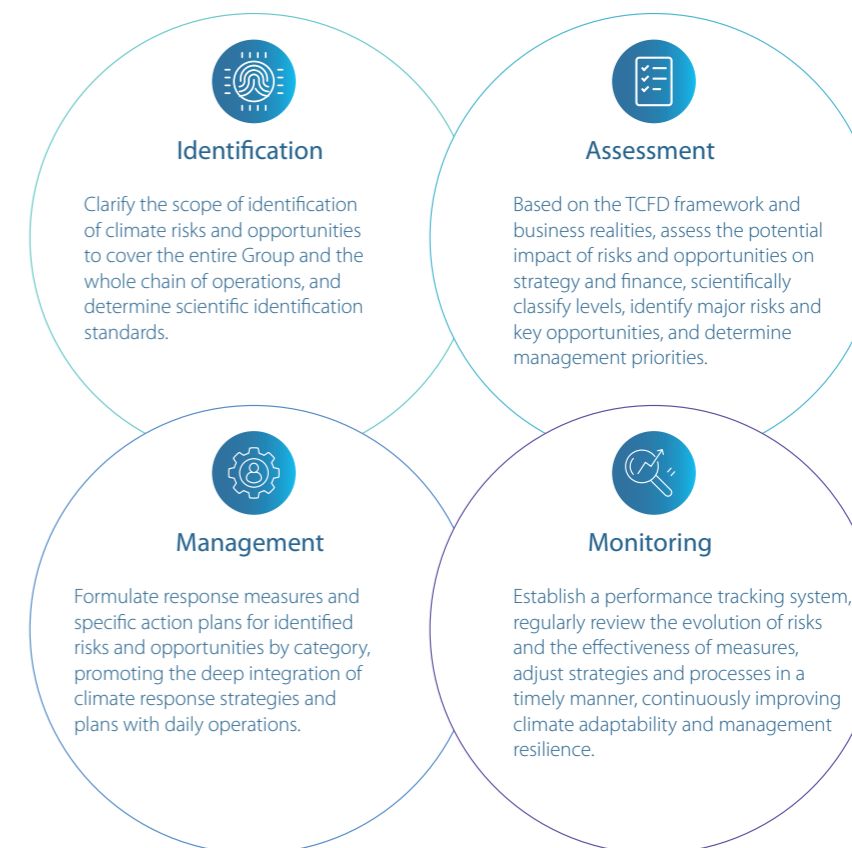 Identification
Clarify the scope of identification
of climate risks and opportunities
to cover the entire Group and the
whole chain of operations, and
determine scientific identification
standards.
Assessment
Based on the TCFD framework and
business realities, assess the potential
impact of risks and opportunities on
strategy and finance, scientifically
classify levels, identify major risks and
key opportunities, and determine
management priorities.
Management
Formulate response measures and
specific action plans for identified
risks and opportunities by category,
promoting the deep integration of
climate response strategies and
plans with daily operations.
Monitoring
Establish a performance tracking system,
regularly review the evolution of risks
and the effectiveness of measures,
adjust strategies and processes in a
timely manner, continuously improving
climate adaptability and management
resilience.